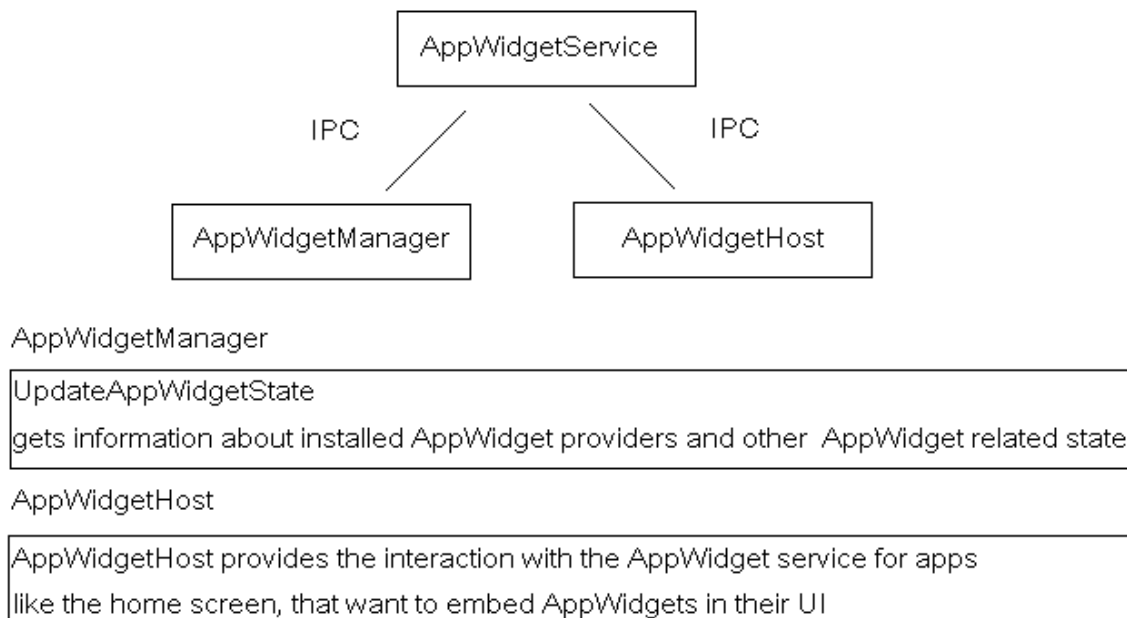 AppWidgetService
IPC
IPC
AppWidgetManager
AppWidgetHost
AppWidgetManager
UpdateAppWidgetState
gets information about installed AppWidget providers and other AppWidget related state
AppWidgetHost
AppWidgetHost provides the interaction with the AppWidget service for apps
like the home screen, that want to embed AppWidgets in their UI